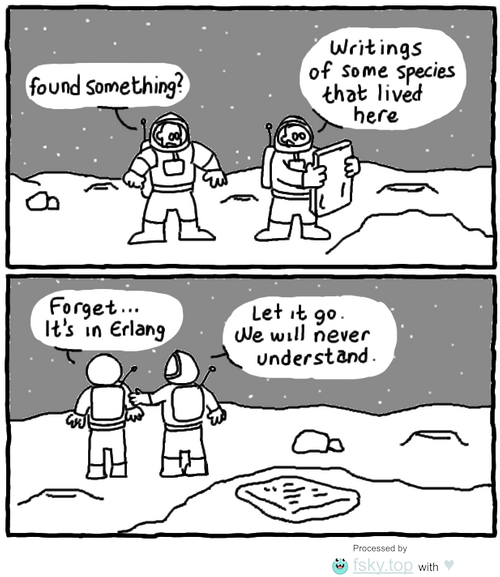 found something?
Writings
of some species
that lived
here
Forget...
It's in Erlang
Let it go.
We will never
understand.
Processed by
fsky.top with ♥